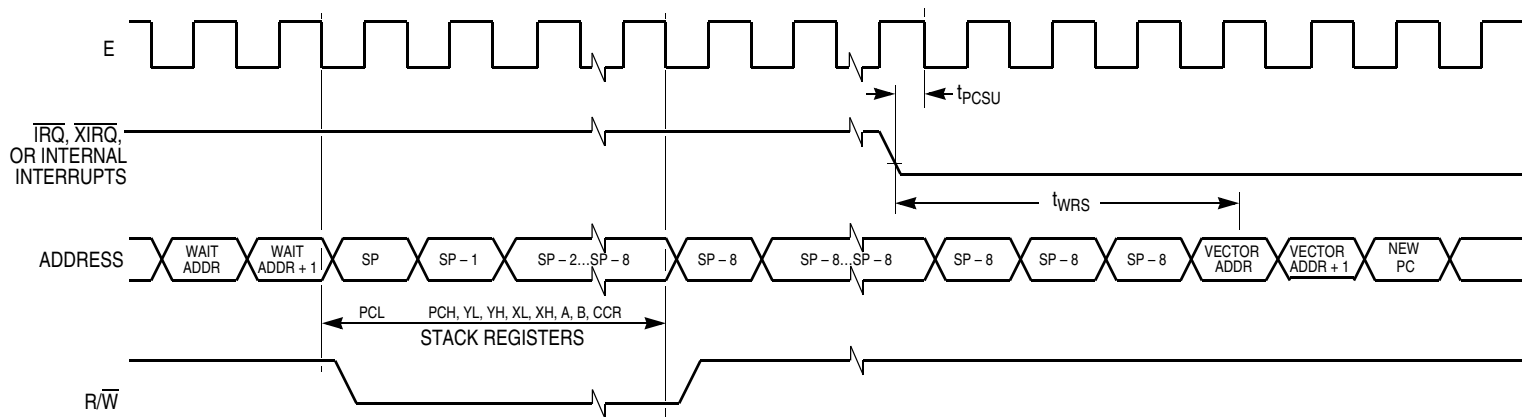 E
tPCSU
IRQ, XIRQ,
OR INTERNAL
INTERRUPTS
tWRS
ADDRESS
WAIT
ADDR
WAIT
ADDR + 1
SP
SP – 1
SP – 2...SP – 8
SP – 8
SP – 8...SP – 8
SP – 8
SP – 8
SP – 8
VECTOR
ADDR
VECTOR
ADDR + 1
NEW
PC
PCL
PCH, YL, YH, XL, XH, A, B, CCR
STACK REGISTERS
R/W